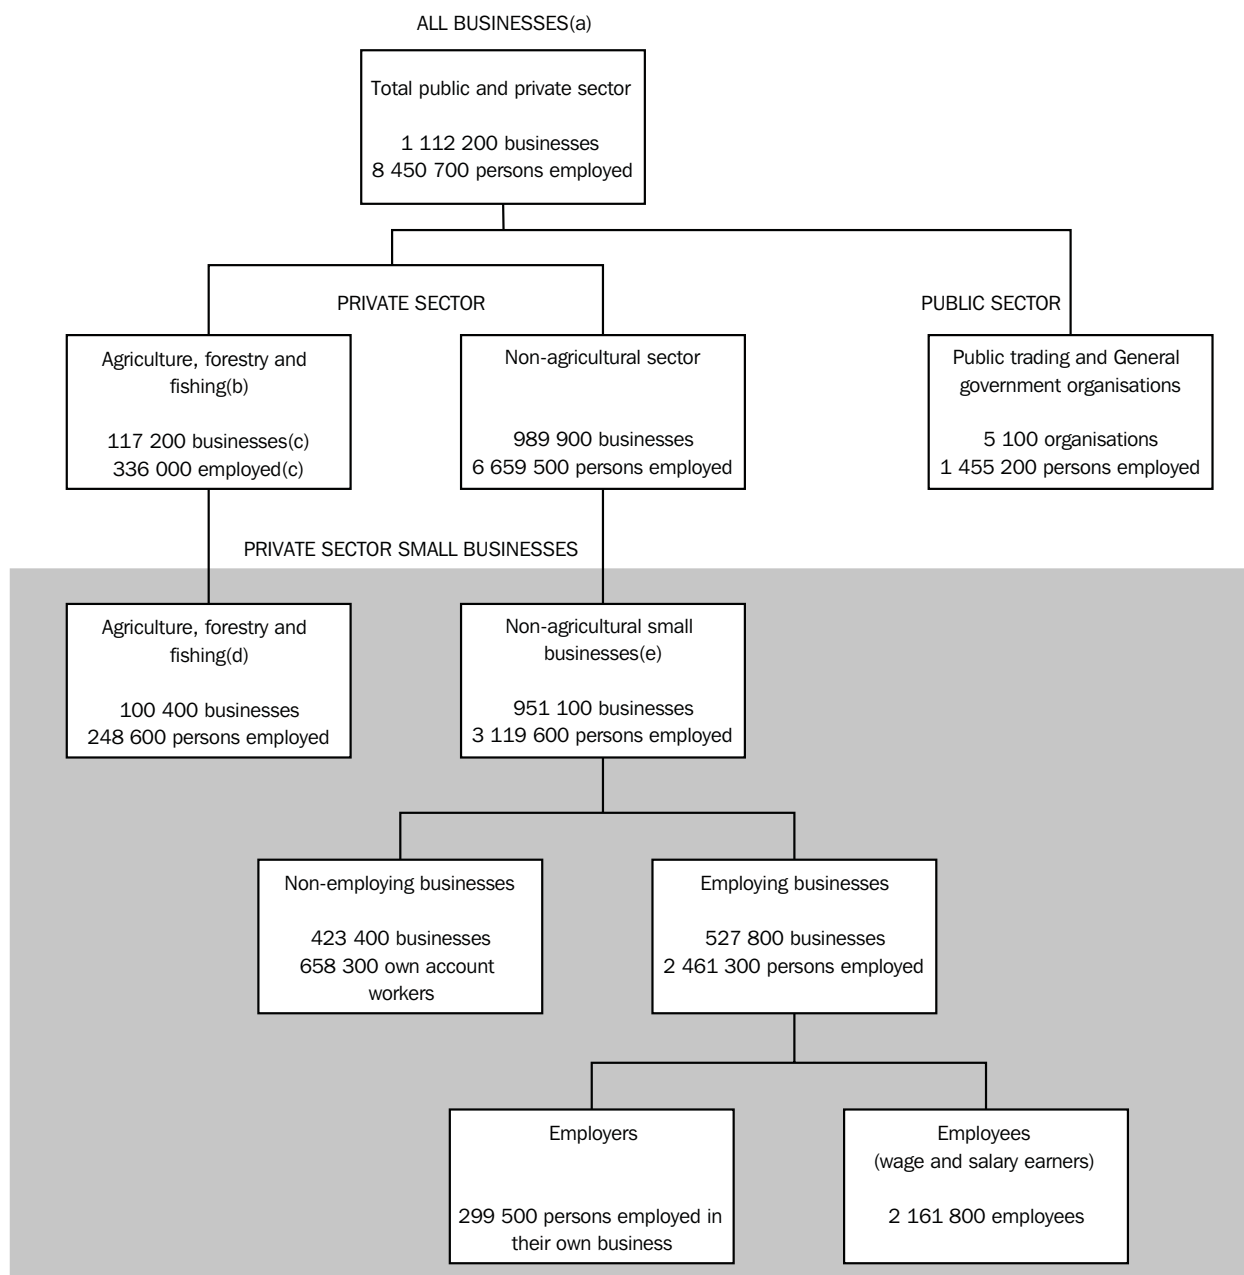 ALL BUSINESSES(a)
Total public and private sector
1 112 200 businesses
8 450 700 persons employed
PRIVATE SECTOR
PUBLIC SECTOR
Agriculture, forestry and
fishing(b)
117 200 businesses(c)
336 000 employed(c)
Non-agricultural sector
989 900 businesses
6 659 500 persons employed
Public trading and General
government organisations
5 100 organisations
1 455 200 persons employed
PRIVATE SECTOR SMALL BUSINESSES
Agriculture, forestry and
fishing(d)
100 400 businesses
248 600 persons employed
Non-agricultural small
businesses(e)
951 100 businesses
3 119 600 persons employed
Non-employing businesses
423 400 businesses
658 300 own account
workers
Employing businesses
527 800 businesses
2 461 300 persons employed
Employers
299 500 persons employed in
their own business
Employees
(wage and salary earners)
2 161 800 employees